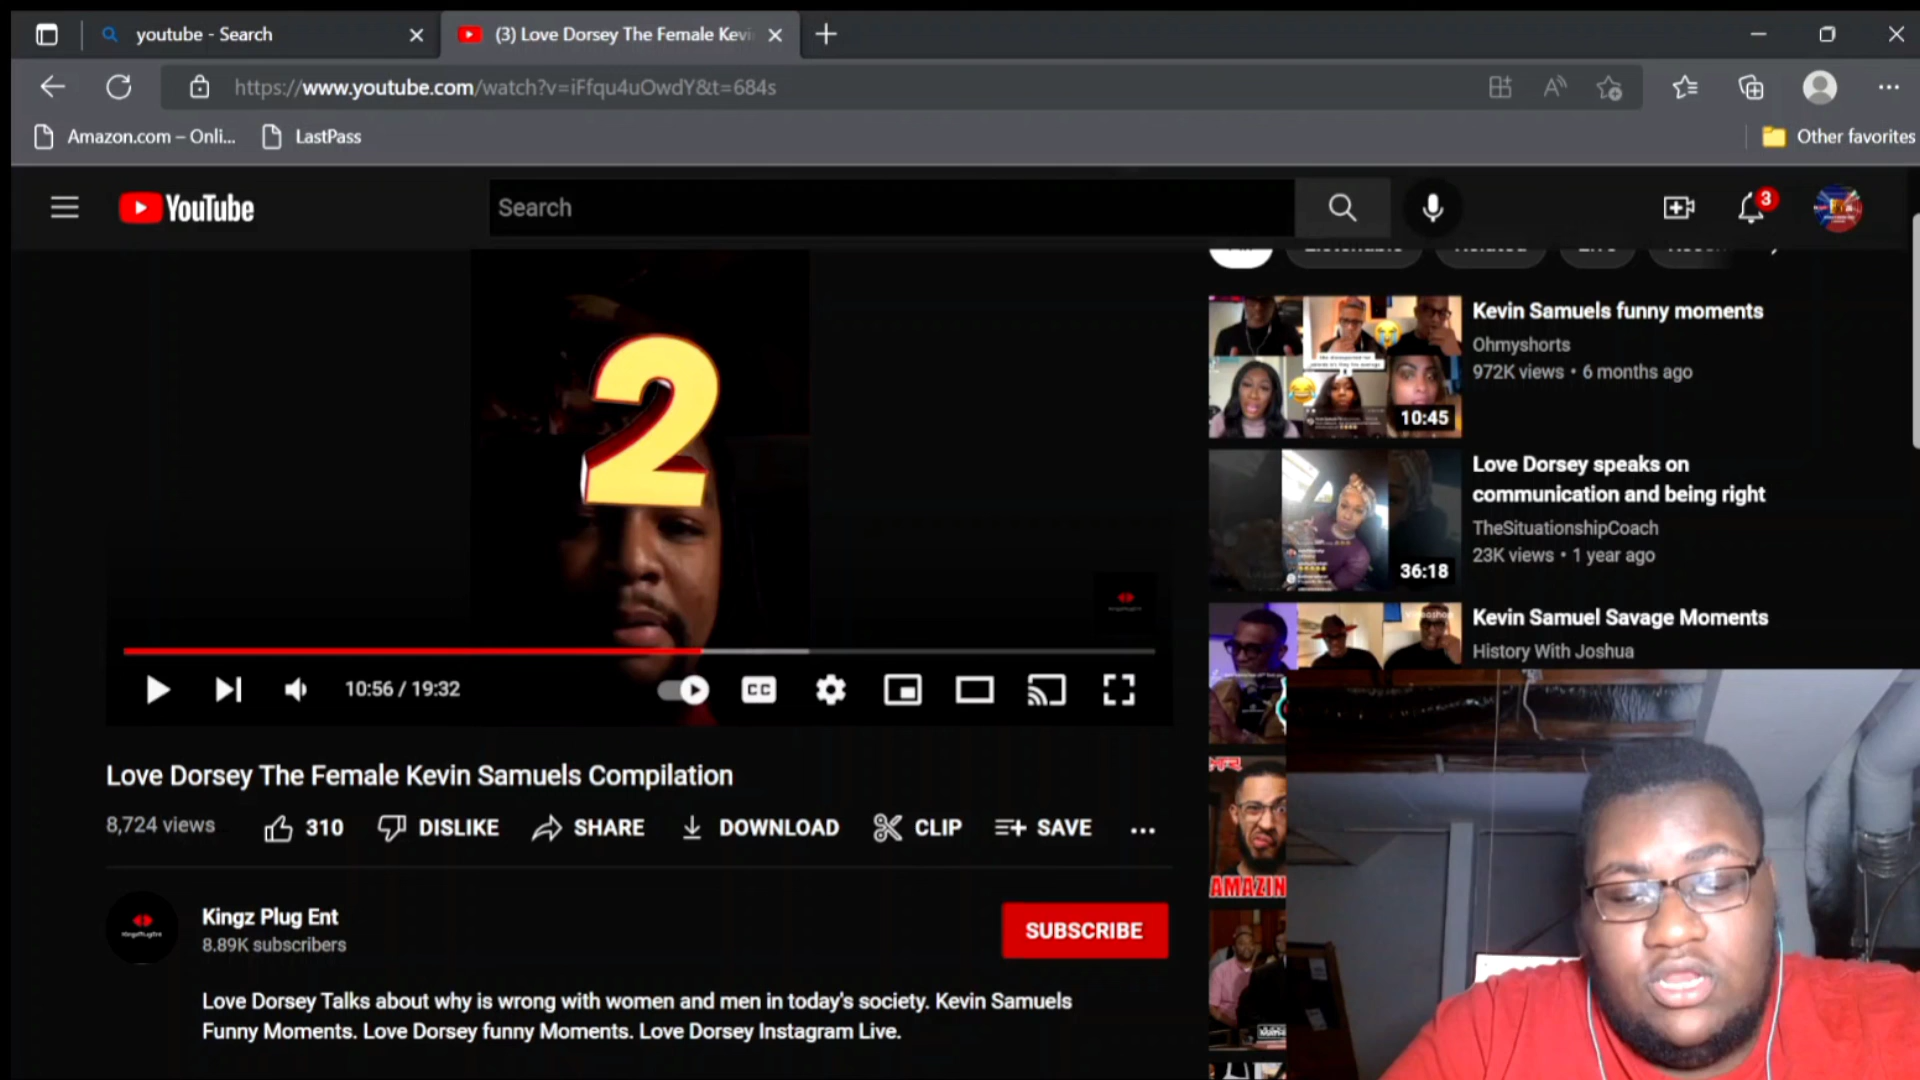 youtube - Search
(3) Love Dorsey The Female Kevi
https://www.youtube.com/watch?v=iFfqu4uOwdY&t=684s
Amazon.com – Onli...
LastPass
Other favorites
YouTube
Search
3
2
10:56 / 19:32
CC
Love Dorsey The Female Kevin Samuels Compilation
8,724 views
310
DISLIKE
SHARE
DOWNLOAD
CLIP
SAVE
Kingz Plug Ent
8.89K subscribers
SUBSCRIBE
Love Dorsey Talks about why is wrong with women and men in today's society. Kevin Samuels
Funny Moments. Love Dorsey funny Moments. Love Dorsey Instagram Live.
Kevin Samuels funny moments
Ohmyshorts
972K views • 6 months ago
10:45
Love Dorsey speaks on
communication and being right
TheSituationshipCoach
23K views • 1 year ago
36:18
Kevin Samuel Savage Moments
History With Joshua
AMAZIN